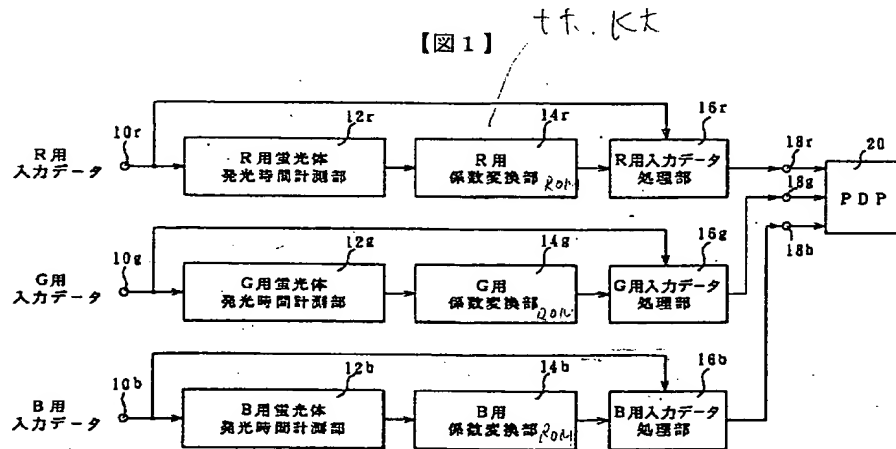 【図1】
R用
入力データ
10r
12r
R用蛍光体
発光時間計測部
14r
R用
係数変換部 ROM
16r
R用入力データ
処理部
18r
18g
18b
20
PDP
G用
入力データ
10g
12g
G用蛍光体
発光時間計測部
14g
G用
係数変換部 ROM
16g
G用入力データ
処理部
B用
入力データ
10b
12b
B用蛍光体
発光時間計測部
14b
B用
係数変換部 ROM
16b
B用入力データ
処理部